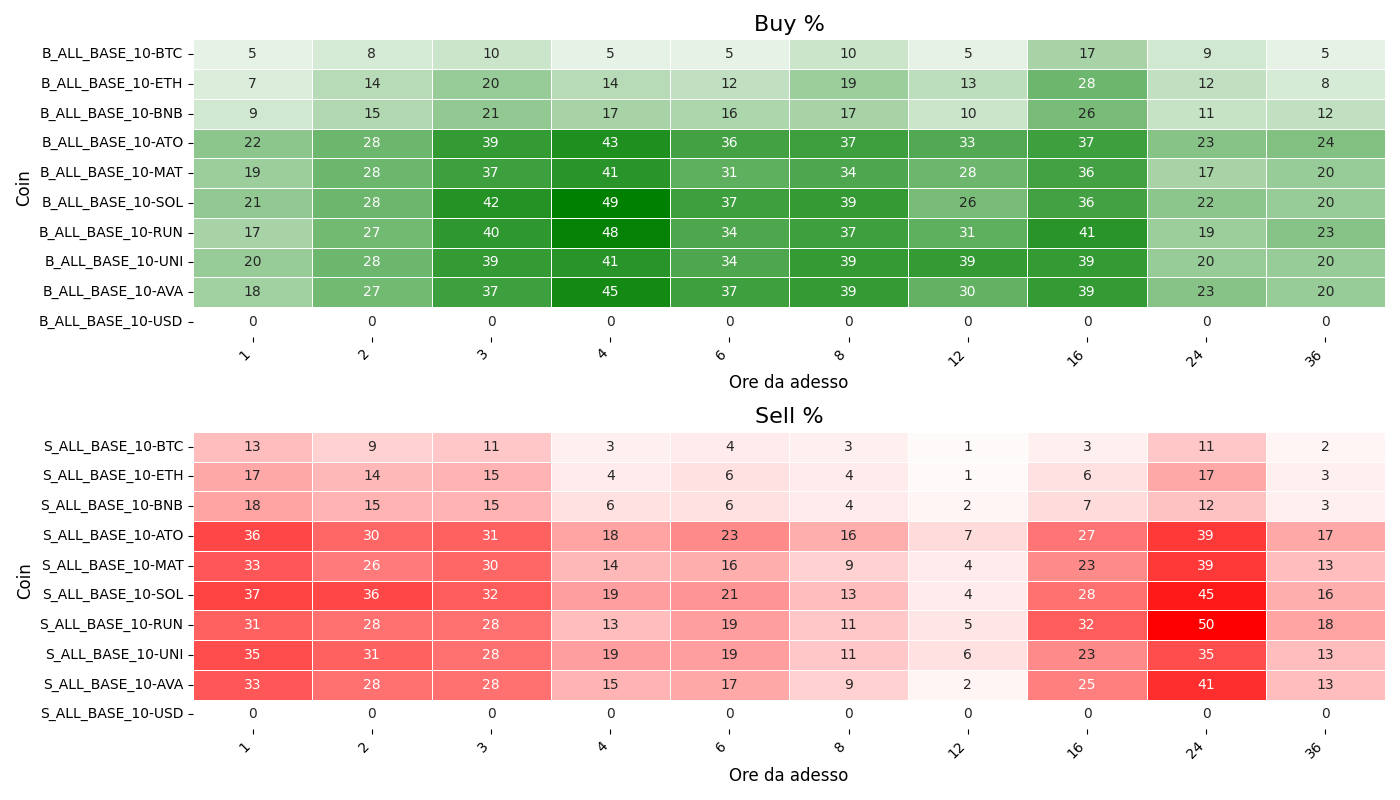 Buy %
Coin
B_ALL_BASE_10-BTC 5 8 10 5 5 10 5 17 9 5
B_ALL_BASE_10-ETH 7 14 20 14 12 19 13 28 12 8
B_ALL_BASE_10-BNB 9 15 21 17 16 17 10 26 11 12
B_ALL_BASE_10-ATO 22 28 39 43 36 37 33 37 23 24
B_ALL_BASE_10-MAT 19 28 37 41 31 34 28 36 17 20
B_ALL_BASE_10-SOL 21 28 42 49 37 39 26 36 22 20
B_ALL_BASE_10-RUN 17 27 40 48 34 37 31 41 19 23
B_ALL_BASE_10-UNI 20 28 39 41 34 39 39 39 20 20
B_ALL_BASE_10-AVA 18 27 37 45 37 39 30 39 23 20
B_ALL_BASE_10-USD 0 0 0 0 0 0 0 0 0 0
1 2 3 4 6 8 12 16 24 36
Ore da adesso
Sell %
Coin
S_ALL_BASE_10-BTC 13 9 11 3 4 3 1 3 11 2
S_ALL_BASE_10-ETH 17 14 15 4 6 4 1 6 17 3
S_ALL_BASE_10-BNB 18 15 15 6 6 4 2 7 12 3
S_ALL_BASE_10-ATO 36 30 31 18 23 16 7 27 39 17
S_ALL_BASE_10-MAT 33 26 30 14 16 9 4 23 39 13
S_ALL_BASE_10-SOL 37 36 32 19 21 13 4 28 45 16
S_ALL_BASE_10-RUN 31 28 28 13 19 11 5 32 50 18
S_ALL_BASE_10-UNI 35 31 28 19 19 11 6 23 35 13
S_ALL_BASE_10-AVA 33 28 28 15 17 9 2 25 41 13
S_ALL_BASE_10-USD 0 0 0 0 0 0 0 0 0 0
1 2 3 4 6 8 12 16 24 36
Ore da adesso